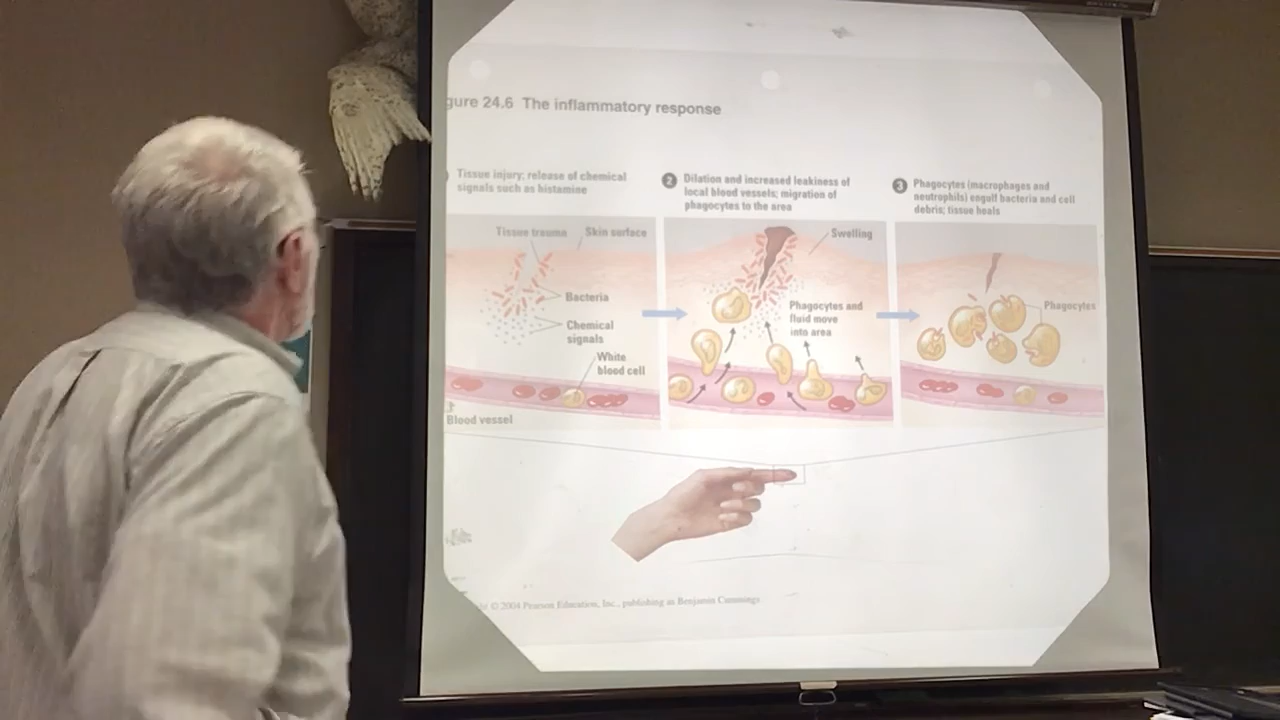 gure 24.6 The inflammatory response
Tissue injury; release of chemical
signals such as histamine
2 Dilation and increased leakiness of
local blood vessels; migration of
phagocytes to the area
3 Phagocytes (macrophages and
neutrophils) engulf bacteria and cell
debris; tissue heals
Tissue trauma
Skin surface
Bacteria
Chemical
signals
White
blood cell
Blood vessel
Swelling
Phagocytes and
fluid move
into area
Phagocytes
© 2004 Pearson Education, Inc., publishing as Benjamin Cummings